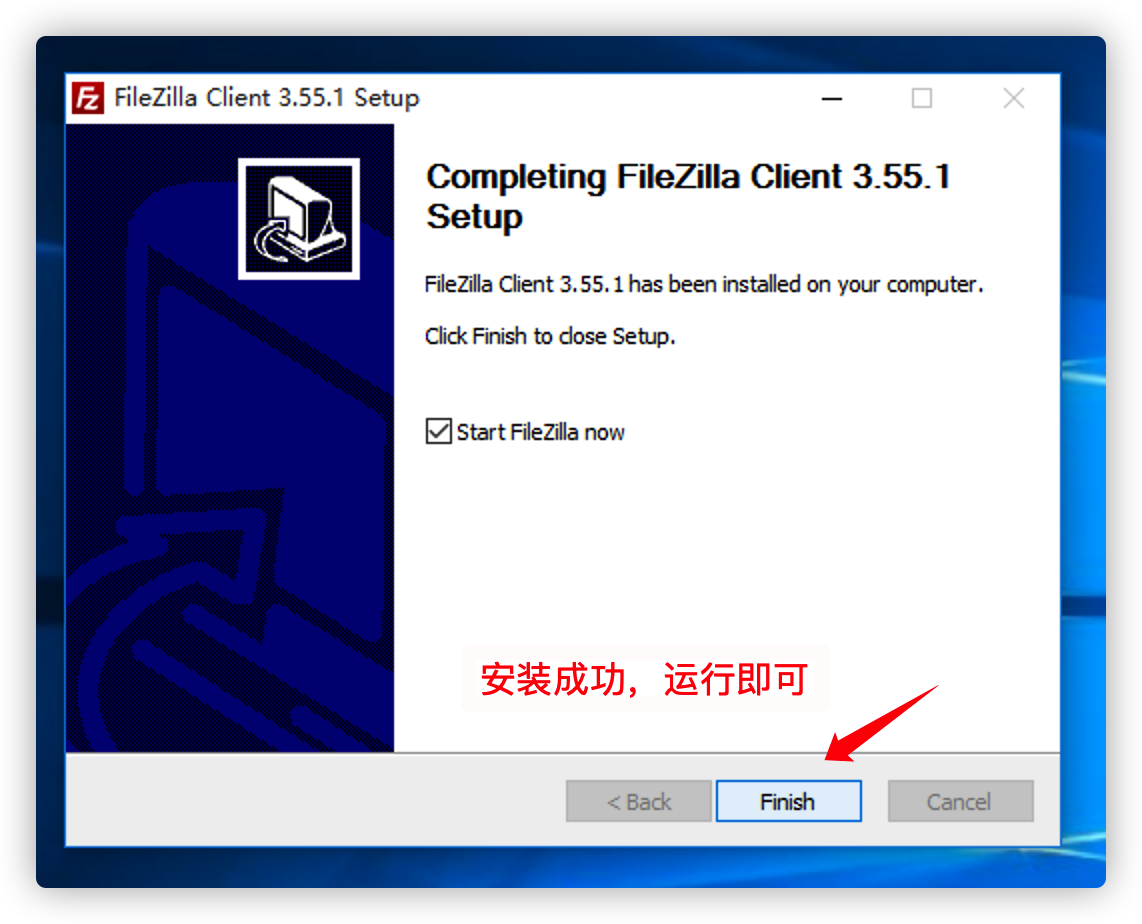 FileZilla Client 3.55.1 Setup
Completing FileZilla Client 3.55.1
Setup
FileZilla Client 3.55.1 has been installed on your computer.
Click Finish to close Setup.
Start FileZilla now
安装成功，运行即可
< Back
Finish
Cancel